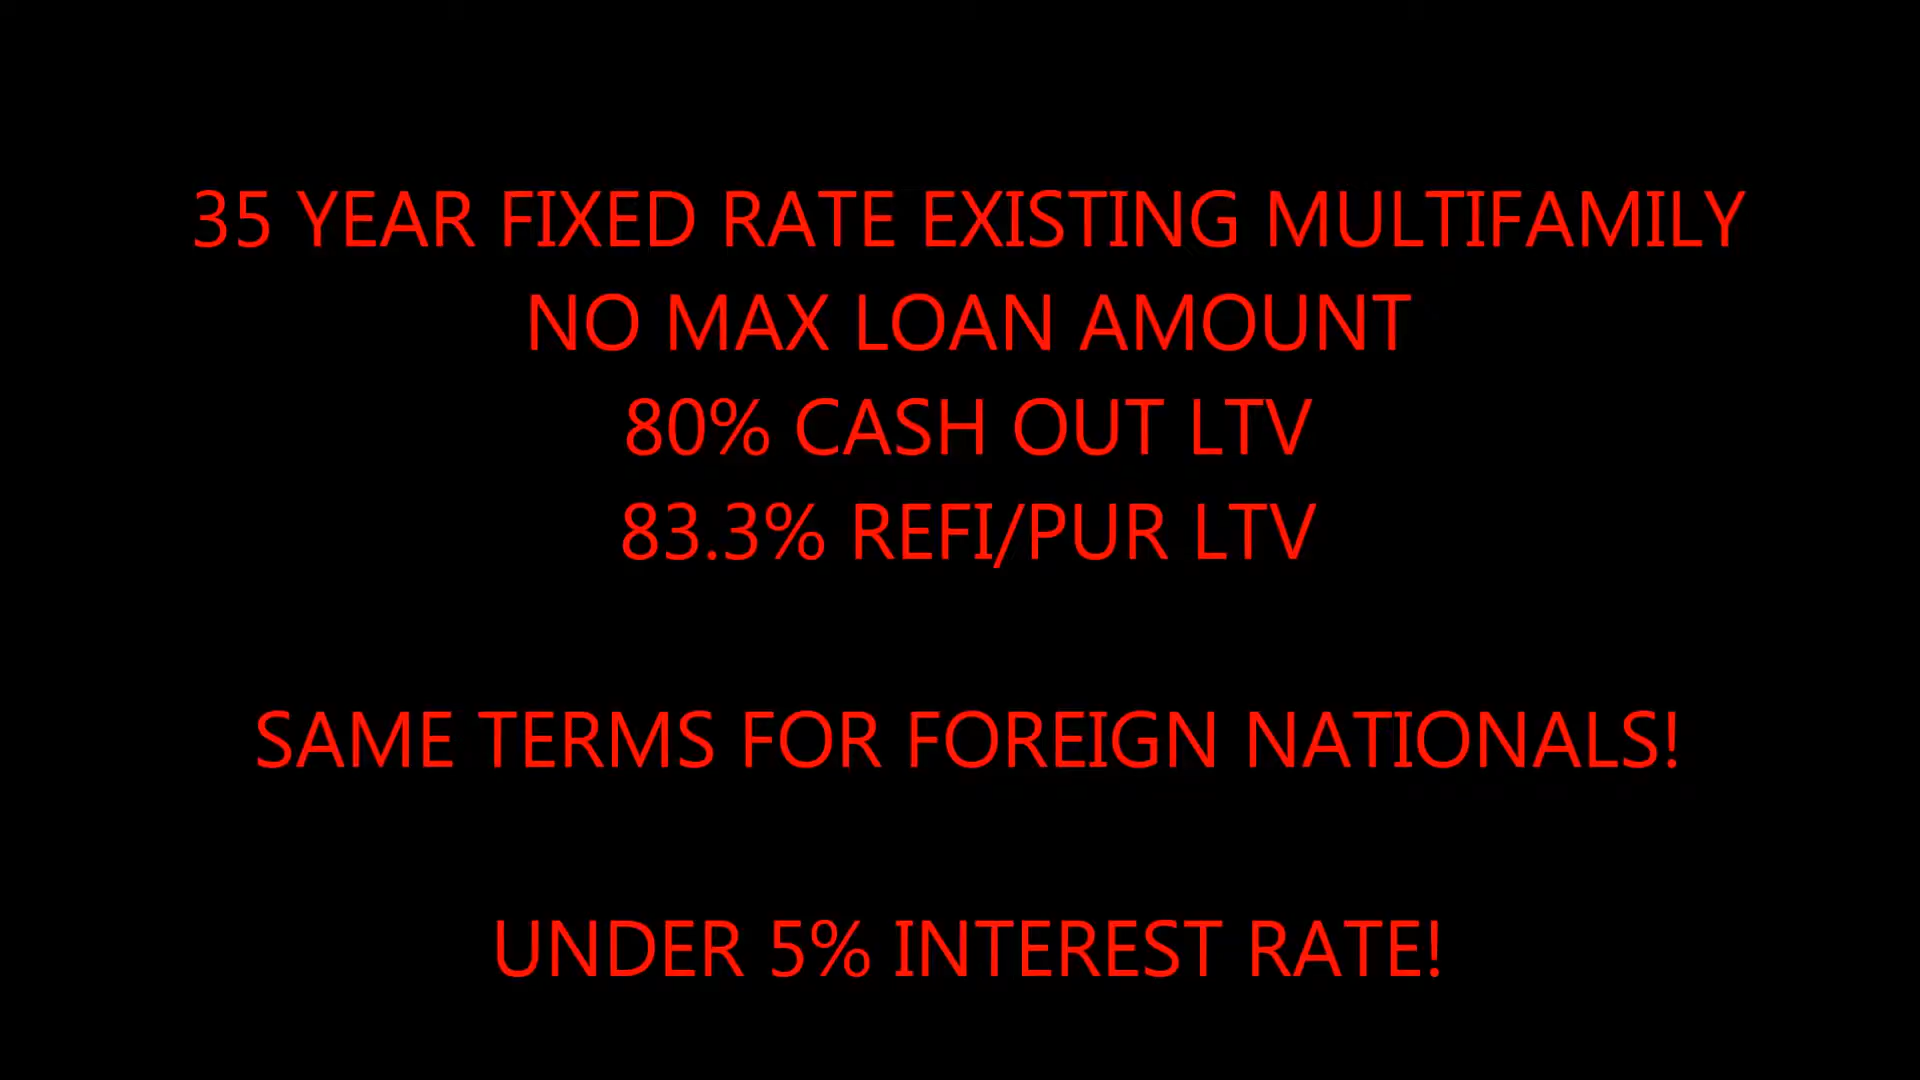 35 YEAR FIXED RATE EXISTING MULTIFAMILY
NO MAX LOAN AMOUNT
80% CASH OUT LTV
83.3% REFI/PUR LTV
SAME TERMS FOR FOREIGN NATIONALS!
UNDER 5% INTEREST RATE!